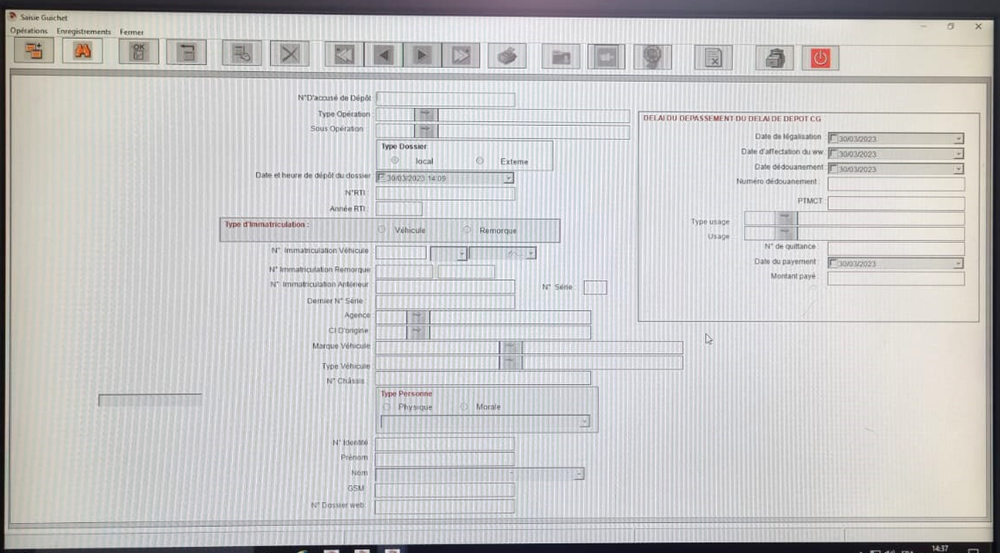 Saisie Guichet
Opérations Enregistrements Fermer
OK
N°D'accusé de Dépôt
Type Opération
Sous Opération
Type Dossier
local Externe
Date et heure de dépôt du dossier 30/03/2023 14:09
N°RTI :
Année RTI :
Type d'Immatriculation :
Véhicule Remorque
N° Immatriculation Véhicule :
N° Immatriculation Remorque
N° Immatriculation Antérieur
N° Série
Dernier N° Série
Agence
CI D'origine
Marque Véhicule
Type Véhicule
N° Châssis
Type Personne
Physique Morale
N° Identité
Prénom
Nom
GSM
N° Dossier web
DELAI DU DEPASSEMENT DU DELAI DE DEPOT CG
Date de légalisation 30/03/2023
Date d'affectation du ww 30/03/2023
Date dédouanement 30/03/2023
Numéro dédouanement
PTMCT
Type usage
Usage
N° de quittance
Date du payement 30/03/2023
Montant payé
14:37